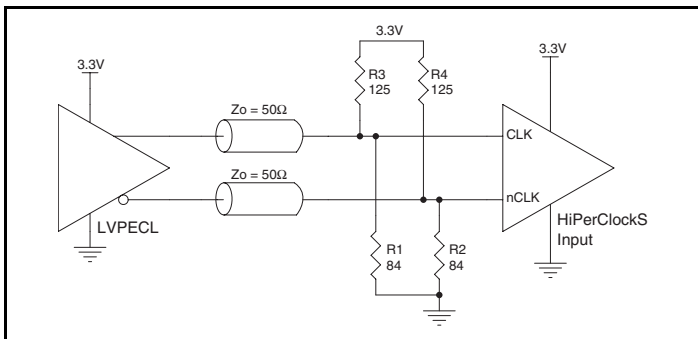 3.3V
3.3V
3.3V
R3
125
R4
125
Zo = 50Ω
CLK
Zo = 50Ω
nCLK
LVPECL
HiPerClockS
Input
R1
84
R2
84